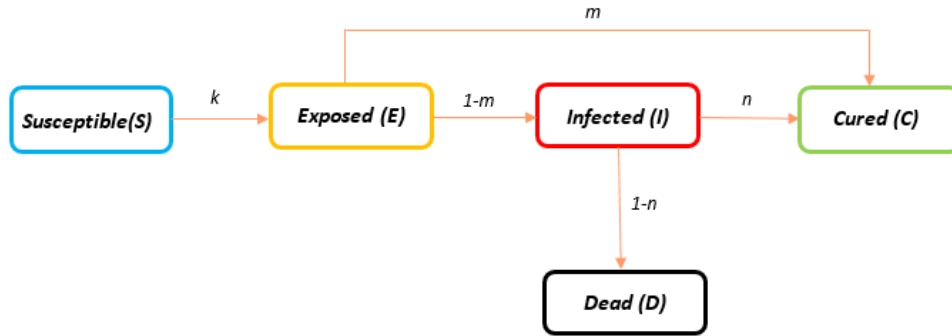 m
k
1-m
n
Susceptible(S)
Exposed (E)
Infected (I)
Cured (C)
1-n
Dead (D)